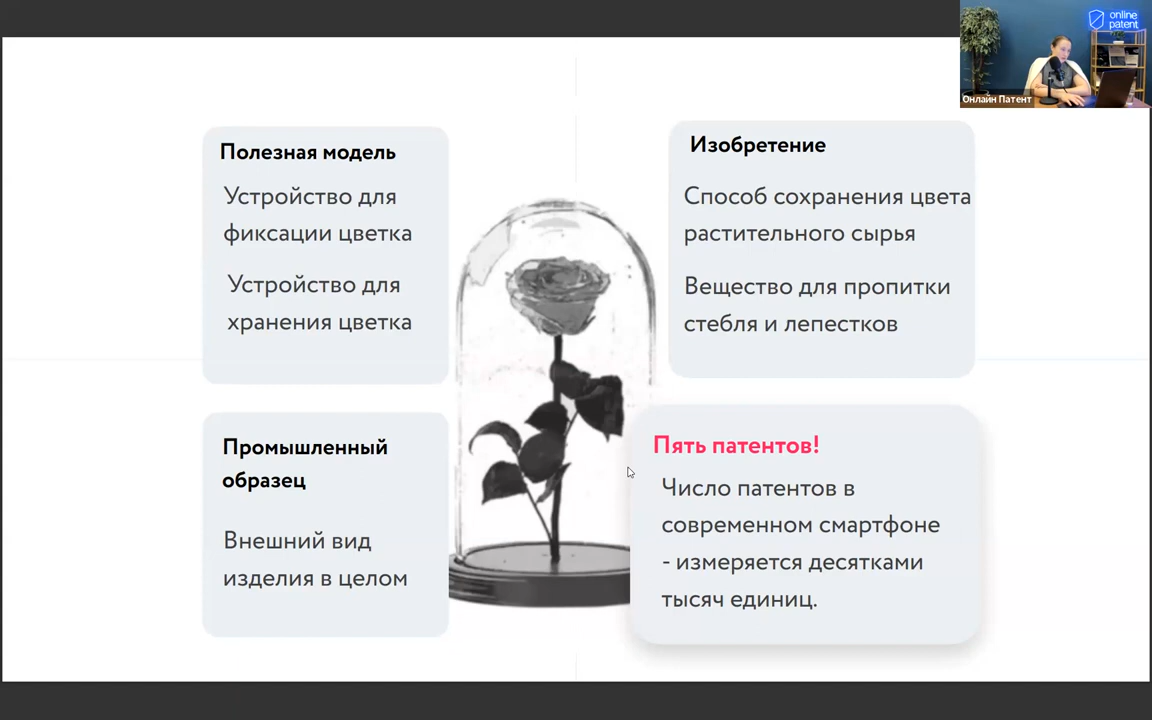 online
patent
Онлайн Патент
Полезная модель
Устройство для
фиксации цветка
Устройство для
хранения цветка
Изобретение
Способ сохранения цвета
растительного сырья
Вещество для пропитки
стебля и лепестков
Промышленный
образец
Внешний вид
изделия в целом
Пять патентов!
Число патентов в
современном смартфоне
- измеряется десятками
тысяч единиц.